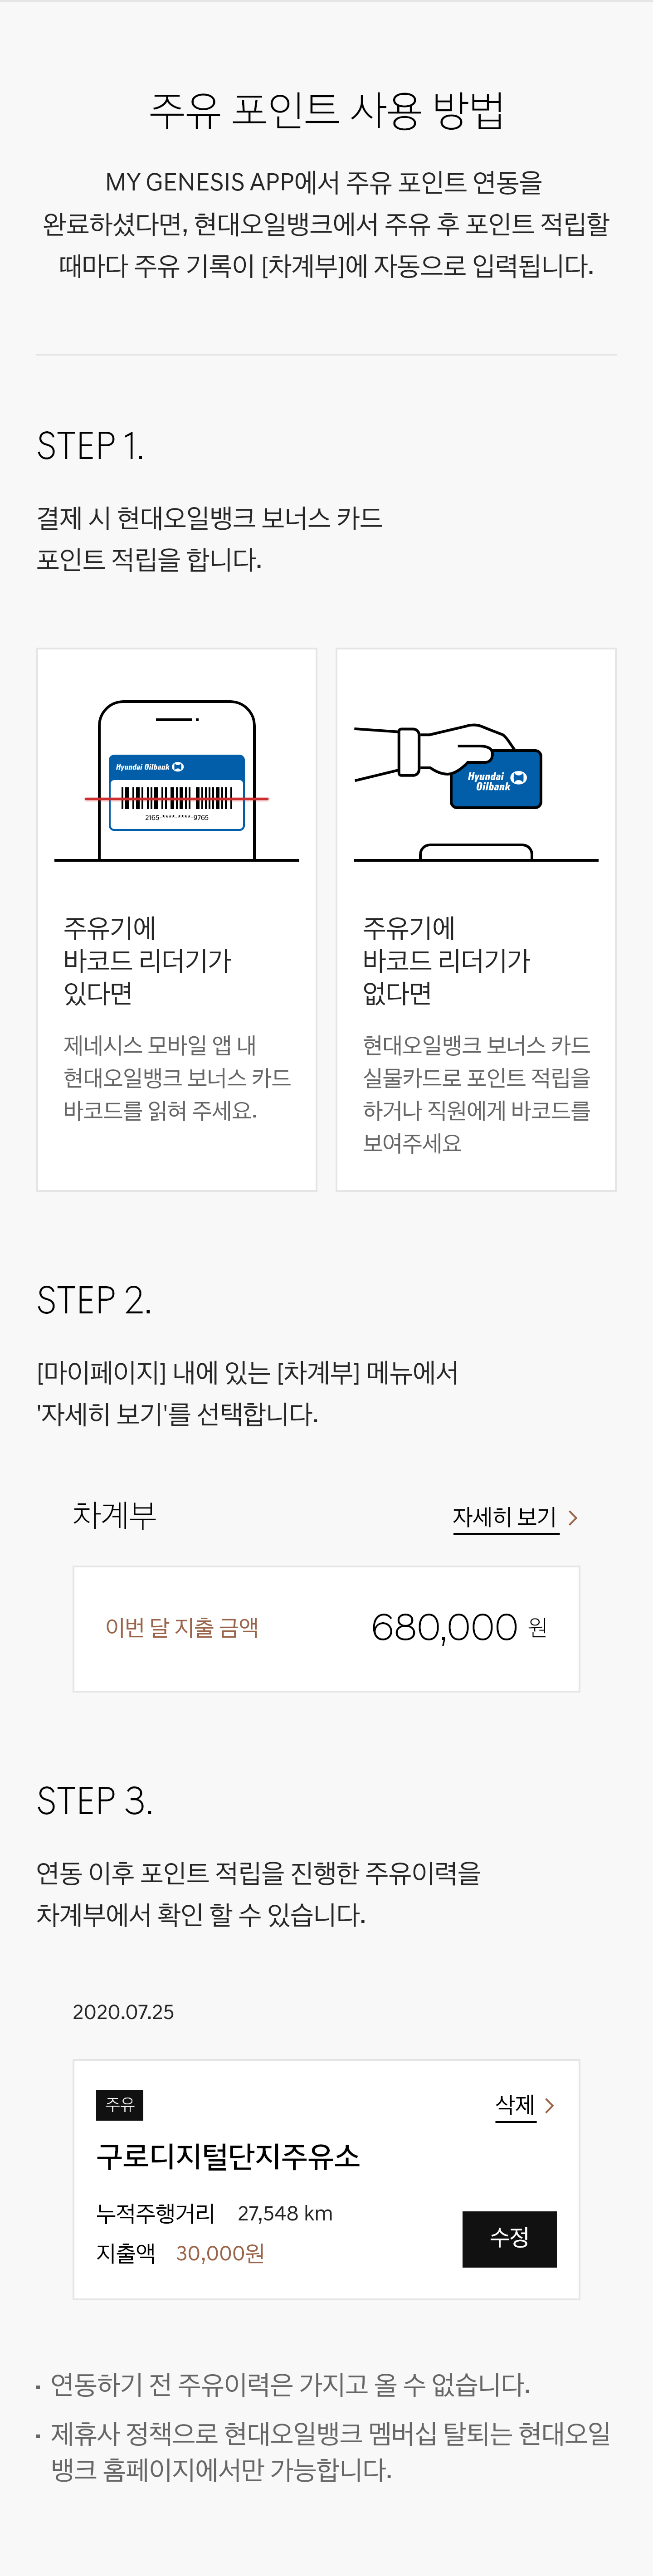 주유 포인트 사용 방법
MY GENESIS APP에서 주유 포인트 연동을
완료하셨다면, 현대오일뱅크에서 주유 후 포인트 적립할
때마다 주유 기록이 [차계부]에 자동으로 입력됩니다.
STEP 1.
결제 시 현대오일뱅크 보너스 카드
포인트 적립을 합니다.
Hyundai Oilbank
2165-****-****-9765
주유기에
바코드 리더기가
있다면
제네시스 모바일 앱 내
현대오일뱅크 보너스 카드
바코드를 읽혀 주세요.
Hyundai
Oilbank
주유기에
바코드 리더기가
없다면
현대오일뱅크 보너스 카드
실물카드로 포인트 적립을
하거나 직원에게 바코드를
보여주세요
STEP 2.
[마이페이지] 내에 있는 [차계부] 메뉴에서
'자세히 보기'를 선택합니다.
차계부 자세히 보기 >
이번 달 지출 금액 680,000 원
STEP 3.
연동 이후 포인트 적립을 진행한 주유이력을
차계부에서 확인 할 수 있습니다.
2020.07.25
주유 삭제 >
구로디지털단지주유소
누적주행거리 27,548 km
지출액 30,000원 수정
· 연동하기 전 주유이력은 가지고 올 수 없습니다.
· 제휴사 정책으로 현대오일뱅크 멤버십 탈퇴는 현대오일
뱅크 홈페이지에서만 가능합니다.